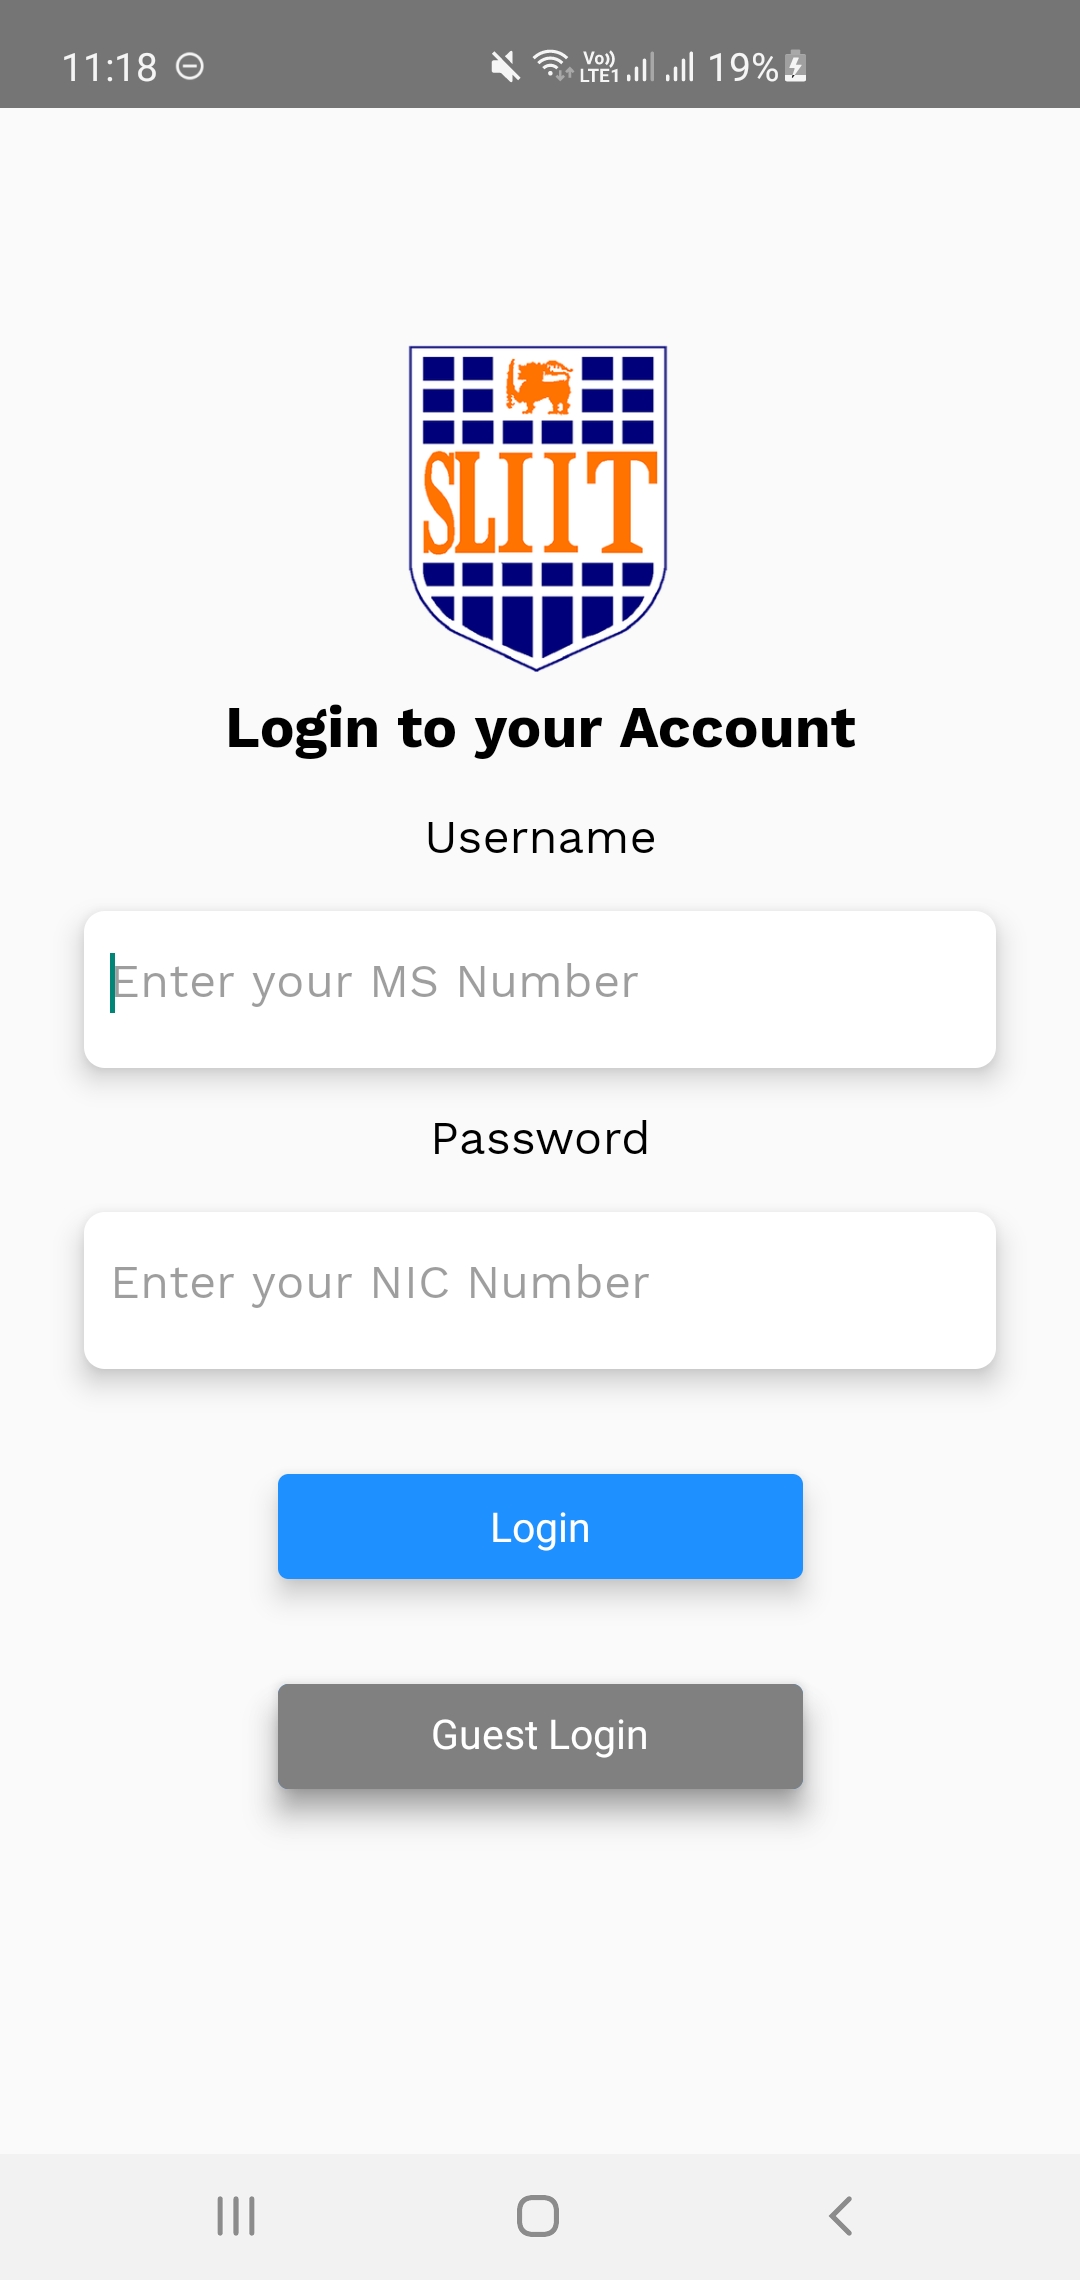 11:18
Vo)) LTE1 19%
SLIIT
Login to your Account
Username
Enter your MS Number
Password
Enter your NIC Number
Login
Guest Login